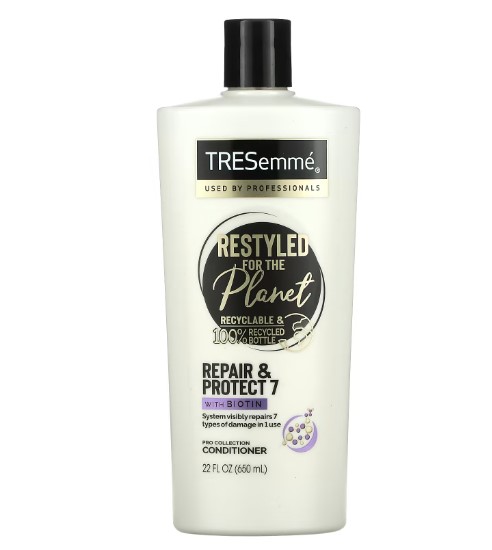 TRESemmé®
USED BY PROFESSIONALS
RESTYLED
FOR THE
Planet
RECYCLABLE &
100% RECYCLED
BOTTLE
REPAIR &
PROTECT 7
WITH BIOTIN
System visibly repairs 7
types of damage in 1 use
PRO COLLECTION
CONDITIONER
22 FL OZ (650 mL)